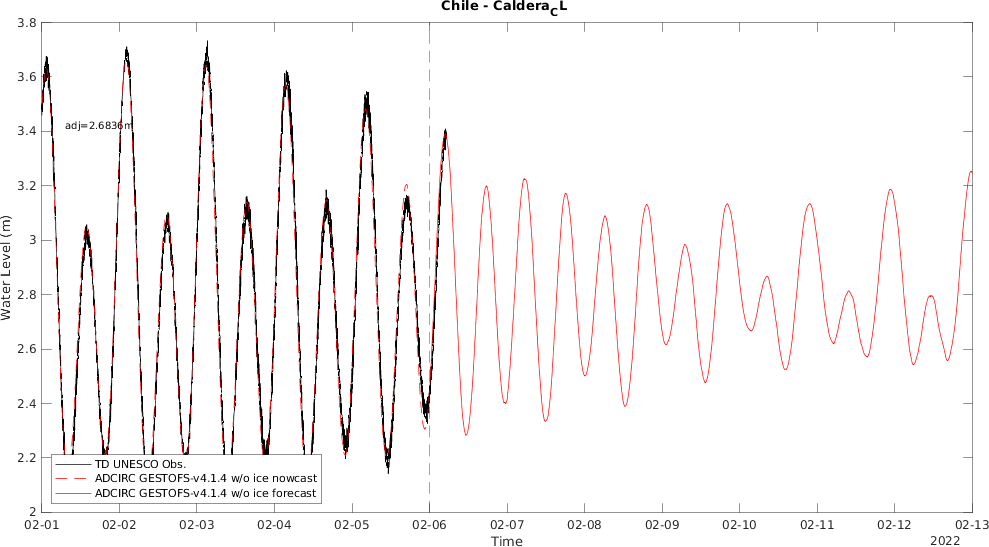 Chile - Caldera_CL
3.8
3.6
3.4
3.2
3
2.8
2.6
2.4
2.2
2
Water Level (m)
adj=2.6836m
TD UNESCO Obs.
ADCIRC GESTOFS-v4.1.4 w/o ice nowcast
ADCIRC GESTOFS-v4.1.4 w/o ice forecast
02-01 02-02 02-03 02-04 02-05 02-06 02-07 02-08 02-09 02-10 02-11 02-12 02-13
Time
2022